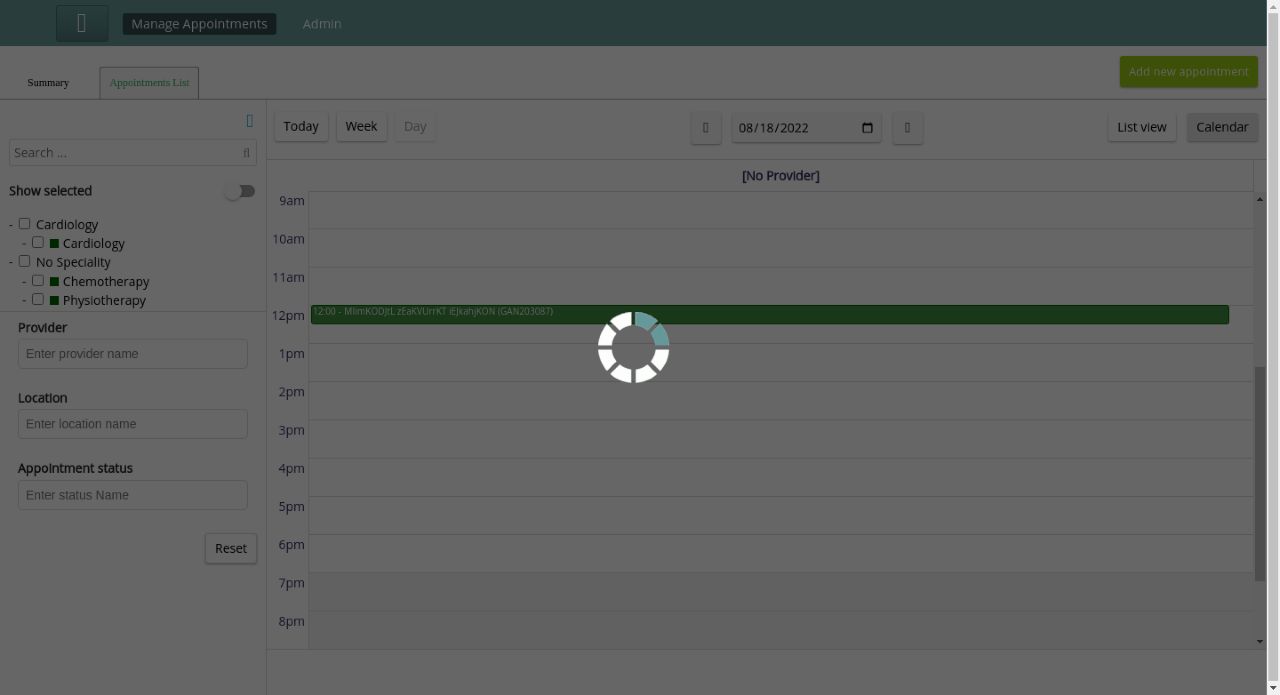 Manage Appointments Admin
Summary Appointments List Add new appointment
Today Week Day 08/18/2022 List view Calendar
Search ...
Show selected
- Cardiology
- Cardiology
- No Speciality
- Chemotherapy
- Physiotherapy
Provider
Enter provider name
Location
Enter location name
Appointment status
Enter status Name
Reset
[No Provider]
9am
10am
11am
12pm
12:00 - MlimKODJtL zEaKVUrrKT iEJkahjKON (GAN203087)
1pm
2pm
3pm
4pm
5pm
6pm
7pm
8pm